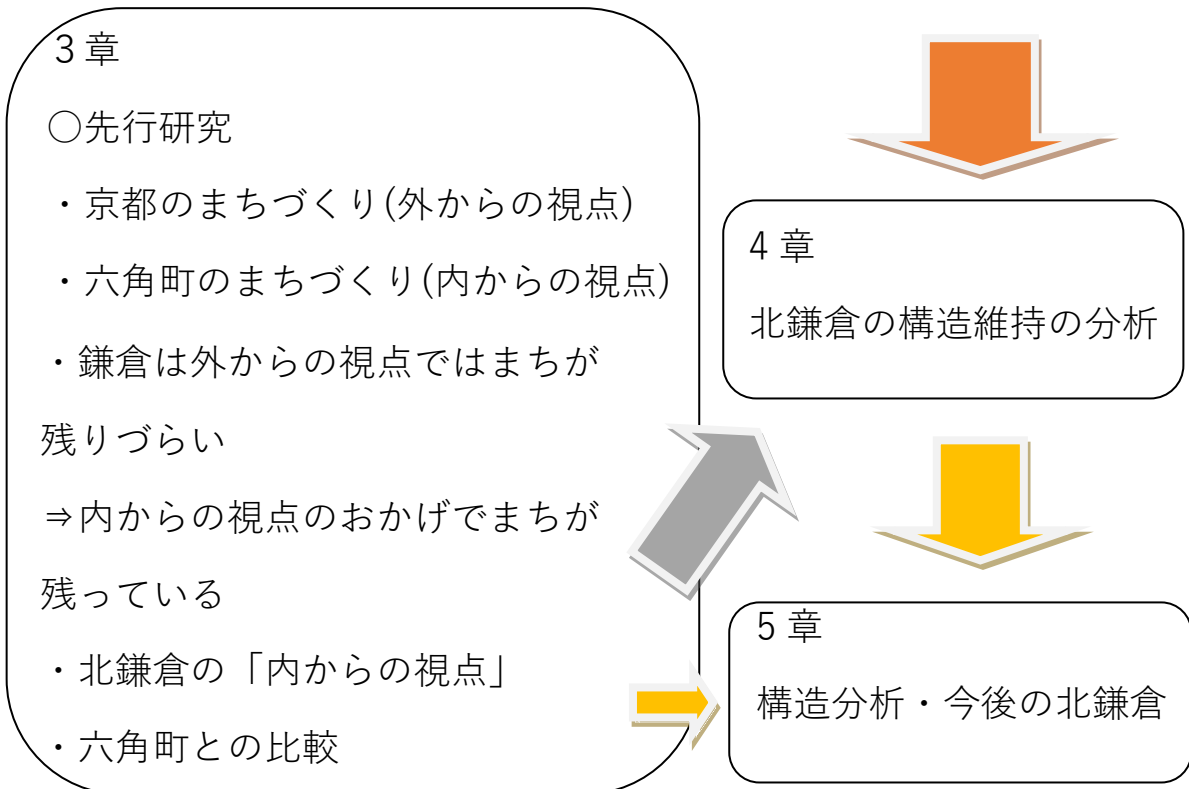 3章
○先行研究
・京都のまちづくり(外からの視点)
・六角町のまちづくり(内からの視点)
・鎌倉は外からの視点ではまちが
残りづらい
⇒内からの視点のおかげでまちが
残っている
・北鎌倉の「内からの視点」
・六角町との比較
4章
北鎌倉の構造維持の分析
5章
構造分析・今後の北鎌倉